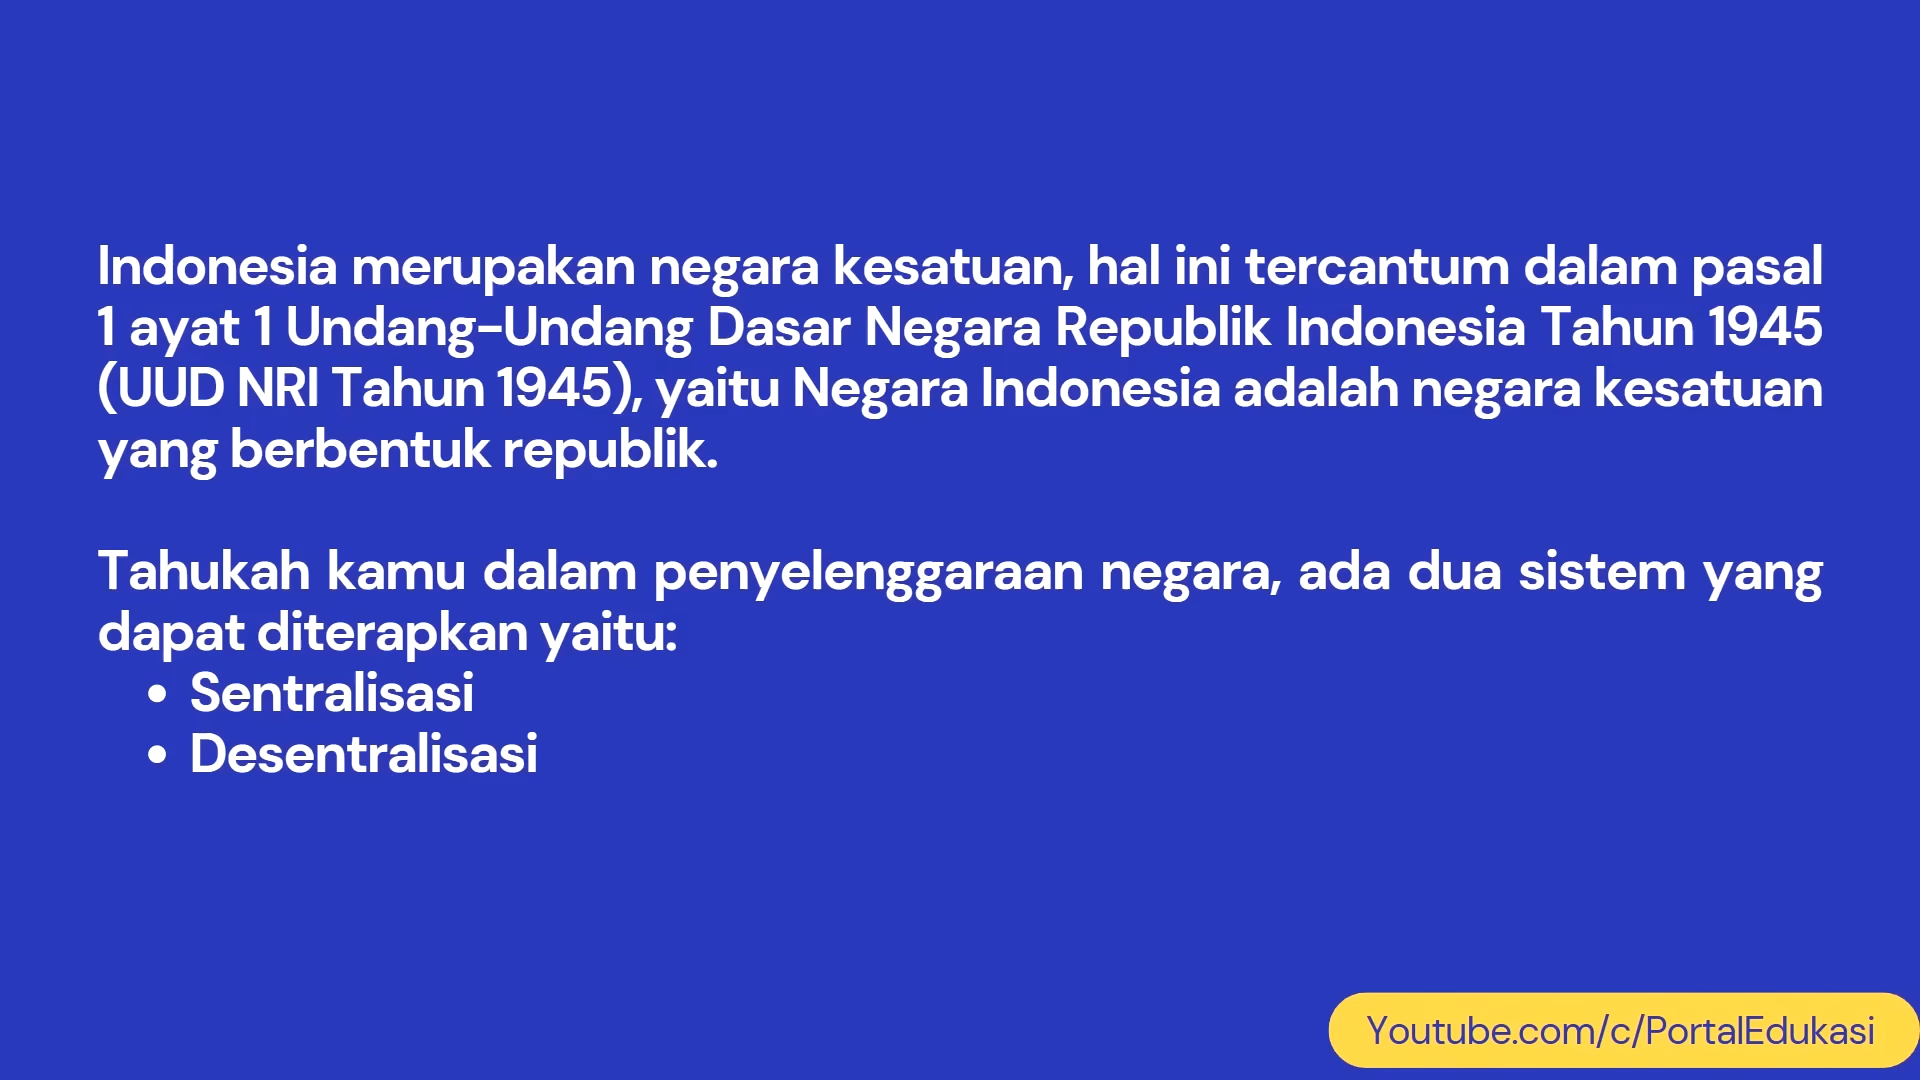 Indonesia merupakan negara kesatuan, hal ini tercantum dalam pasal
1 ayat 1 Undang-Undang Dasar Negara Republik Indonesia Tahun 1945
(UUD NRI Tahun 1945), yaitu Negara Indonesia adalah negara kesatuan
yang berbentuk republik.
Tahukah kamu dalam penyelenggaraan negara, ada dua sistem yang
dapat diterapkan yaitu:
• Sentralisasi
• Desentralisasi
Youtube.com/c/PortalEdukasi